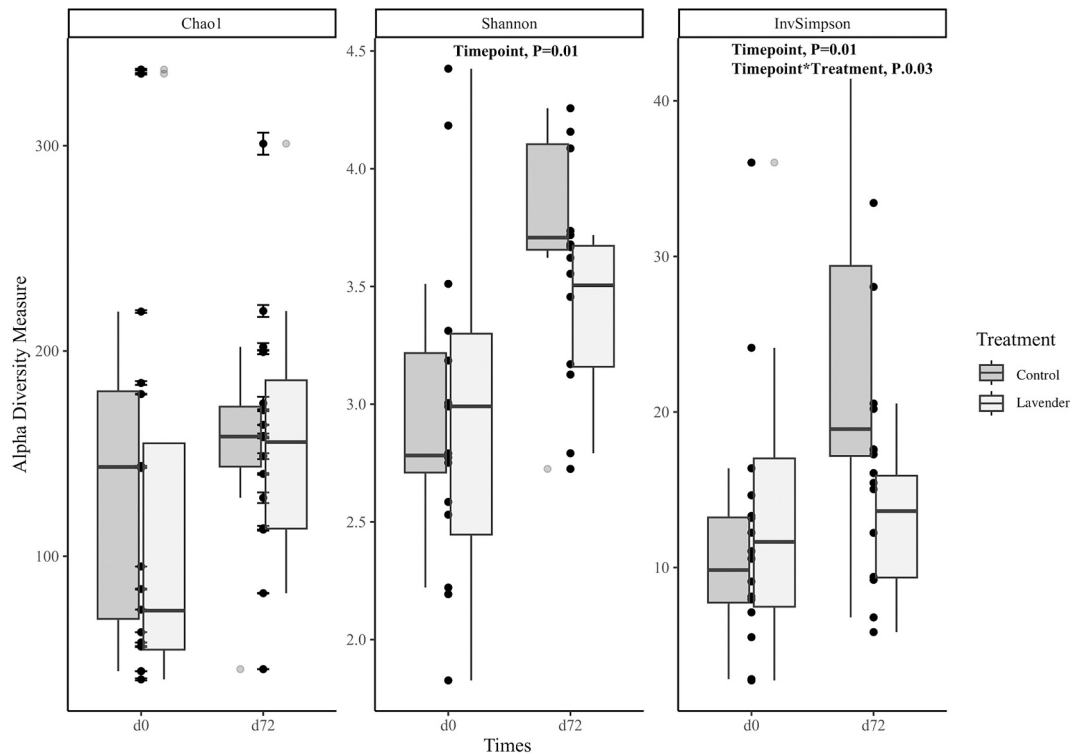 Chao1
Shannon
InvSimpson
Timepoint, P=0.01
Timepoint, P=0.01
Timepoint*Treatment, P.0.03
Alpha Diversity Measure
300
200
100
4.5
4.0
3.5
3.0
2.5
2.0
40
30
20
10
d0
d72
d0
d72
d0
d72
Times
Treatment
Control
Lavender